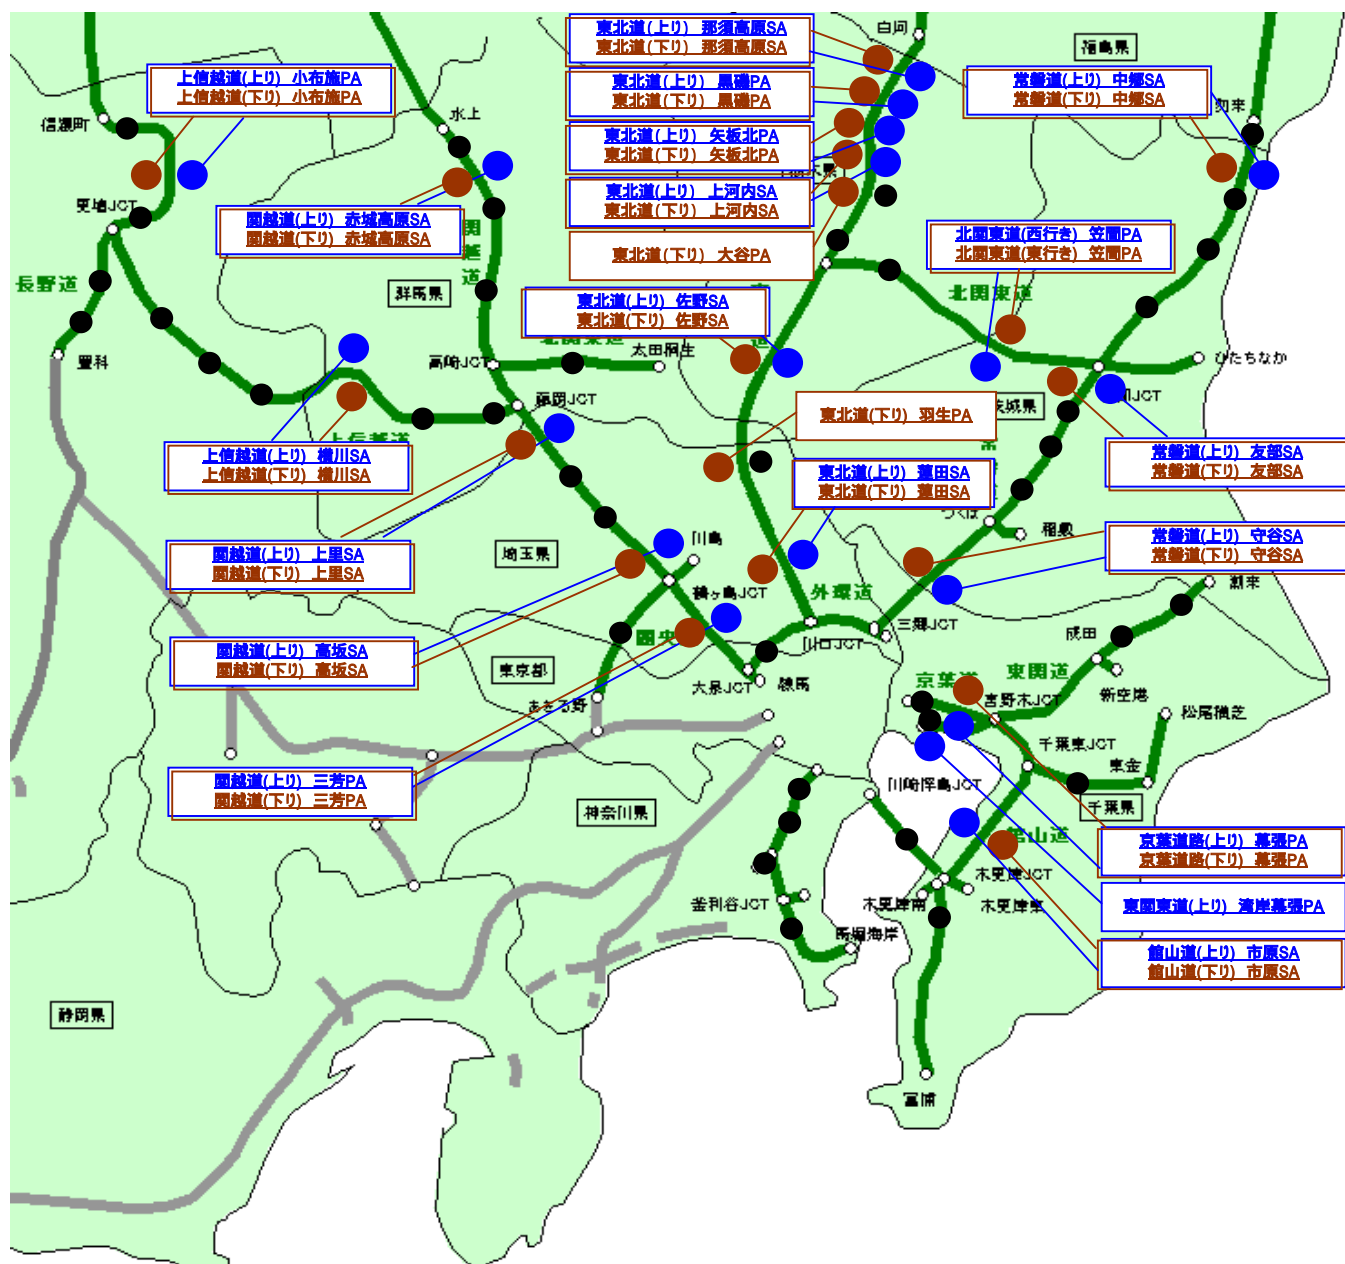 東北道(上り) 那須高原SA
東北道(下り) 那須高原SA
白河
福島県
上信越道(上り) 小布施PA
上信越道(下り) 小布施PA
東北道(上り) 黒磯PA
東北道(下り) 黒磯PA
常磐道(上り) 中郷SA
常磐道(下り) 中郷SA
勿来
信濃町
水上
東北道(上り) 矢板北PA
東北道(下り) 矢板北PA
東北道(上り) 上河内SA
東北道(下り) 上河内SA
更埴JCT
関越道(上り) 赤城高原SA
関越道(下り) 赤城高原SA
関越道
北関東道(西行き) 笠間PA
北関東道(東行き) 笠間PA
東北道(下り) 大谷PA
長野道
群馬県
北関東道
東北道(上り) 佐野SA
東北道(下り) 佐野SA
北関東道
太田桐生
豊科
高崎JCT
ひたちなか
藤岡JCT
東北道(下り) 羽生PA
茨城県
上信越道
上信越道(上り) 横川SA
上信越道(下り) 横川SA
常磐道(上り) 友部SA
常磐道(下り) 友部SA
東北道(上り) 蓮田SA
東北道(下り) 蓮田SA
つくば
稲敷
関越道(上り) 上里SA
関越道(下り) 上里SA
埼玉県
川島
常磐道(上り) 守谷SA
常磐道(下り) 守谷SA
潮来
鶴ヶ島JCT
外環道
三郷JCT
川口JCT
成田
関越道(上り) 高坂SA
関越道(下り) 高坂SA
圏央
東京都
大泉JCT
練馬
京葉道
東関道
新空港
宮野木JCT
あきる野
松尾横芝
千葉東JCT
東金
関越道(上り) 三芳PA
関越道(下り) 三芳PA
川崎浮島JCT
千葉県
神奈川県
館山道
京葉道路(上り) 幕張PA
京葉道路(下り) 幕張PA
木更津JCT
釜利谷JCT
木更津南
木更津東
東関東道(上り) 湾岸幕張PA
馬堀海岸
館山道(上り) 市原SA
館山道(下り) 市原SA
静岡県
富浦